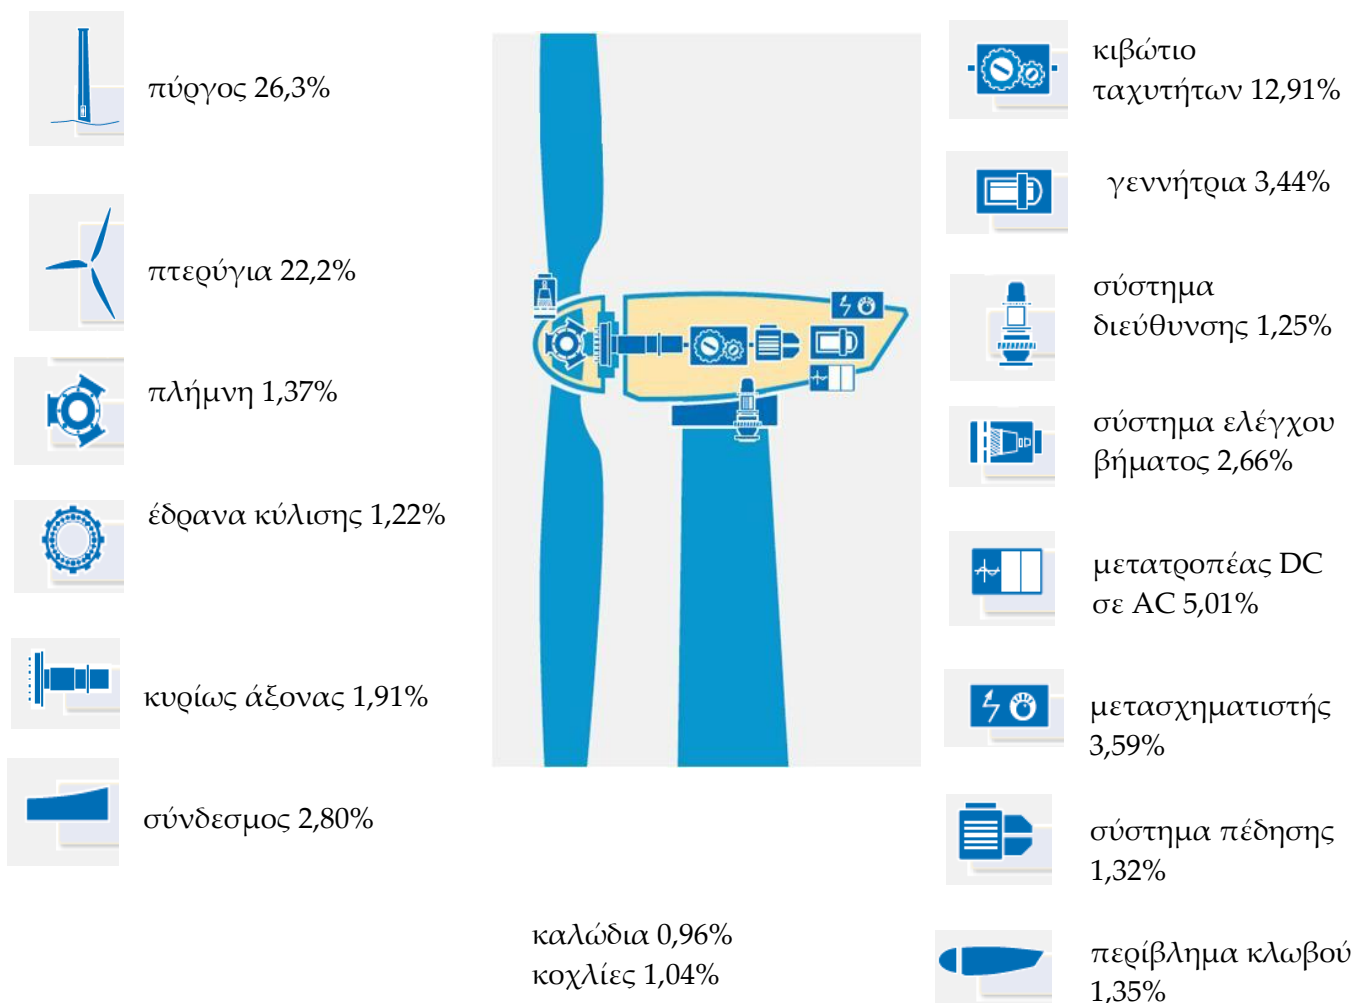 πύργος 26,3%
πτερύγια 22,2%
πλήμνη 1,37%
έδρανα κύλισης 1,22%
κυρίως άξονας 1,91%
σύνδεσμος 2,80%
καλώδια 0,96%
κοχλίες 1,04%
κιβώτιο
ταχυτήτων 12,91%
γεννήτρια 3,44%
σύστημα
διεύθυνσης 1,25%
σύστημα ελέγχου
βήματος 2,66%
μετατροπέας DC
σε AC 5,01%
μετασχηματιστής
3,59%
σύστημα πέδησης
1,32%
περίβλημα κλωβού
1,35%